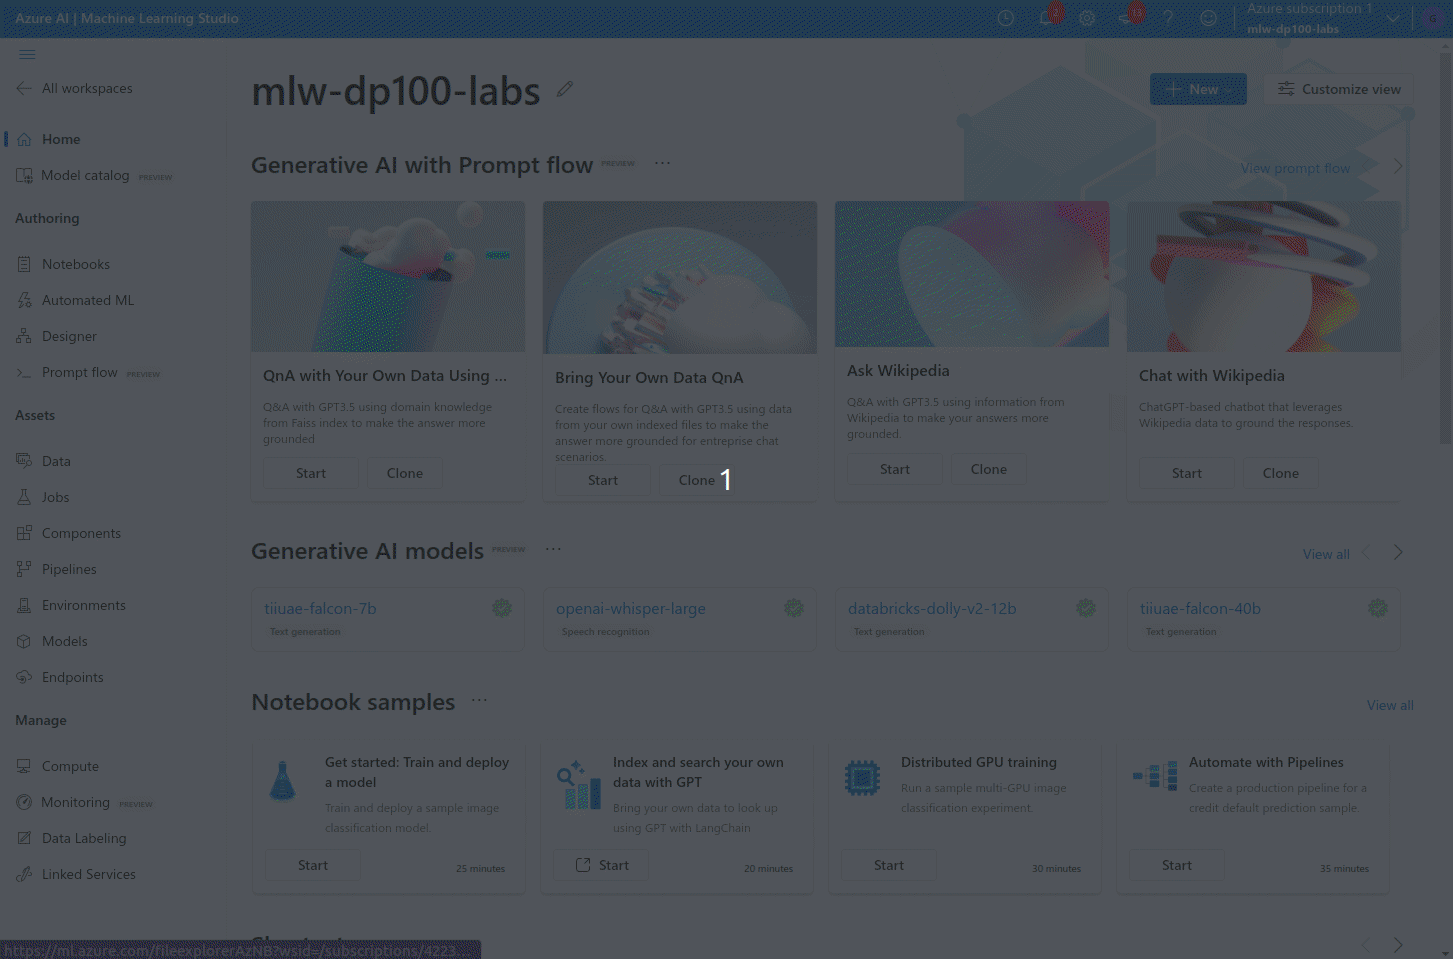 Azure AI | Machine Learning Studio
2
15
Azure subscription 1
mlw-dp100-labs
G
All workspaces
Home
Model catalog PREVIEW
Authoring
Notebooks
Automated ML
Designer
Prompt flow PREVIEW
Assets
Data
Jobs
Components
Pipelines
Environments
Models
Endpoints
Manage
Compute
Monitoring PREVIEW
Data Labeling
Linked Services
mlw-dp100-labs
New
Customize view
Generative AI with Prompt flow PREVIEW ...
View prompt flow
QnA with Your Own Data Using ...
Q&A with GPT3.5 using domain knowledge
from Faiss index to make the answer more
grounded
Start Clone
Bring Your Own Data QnA
Create flows for Q&A with GPT3.5 using data
from your own indexed files to make the
answer more grounded for entreprise chat
scenarios.
Start Clone
1
Ask Wikipedia
Q&A with GPT3.5 using information from
Wikipedia to make your answers more
grounded.
Start Clone
Chat with Wikipedia
ChatGPT-based chatbot that leverages
Wikipedia data to ground the responses.
Start Clone
Generative AI models PREVIEW ...
View all
tiiuae-falcon-7b
Text generation
openai-whisper-large
Speech recognition
databricks-dolly-v2-12b
Text generation
tiiuae-falcon-40b
Text generation
Notebook samples ...
View all
Get started: Train and deploy
a model
Train and deploy a sample image
classification model.
Start 25 minutes
Index and search your own
data with GPT
Bring your own data to look up
using GPT with LangChain
Start 20 minutes
Distributed GPU training
Run a sample multi-GPU image
classification experiment.
Start 30 minutes
Automate with Pipelines
Create a production pipeline for a
credit default prediction sample.
Start 35 minutes
https://ml.azure.com/fileexplorerAzNB?wsid=/subscriptions/4223...